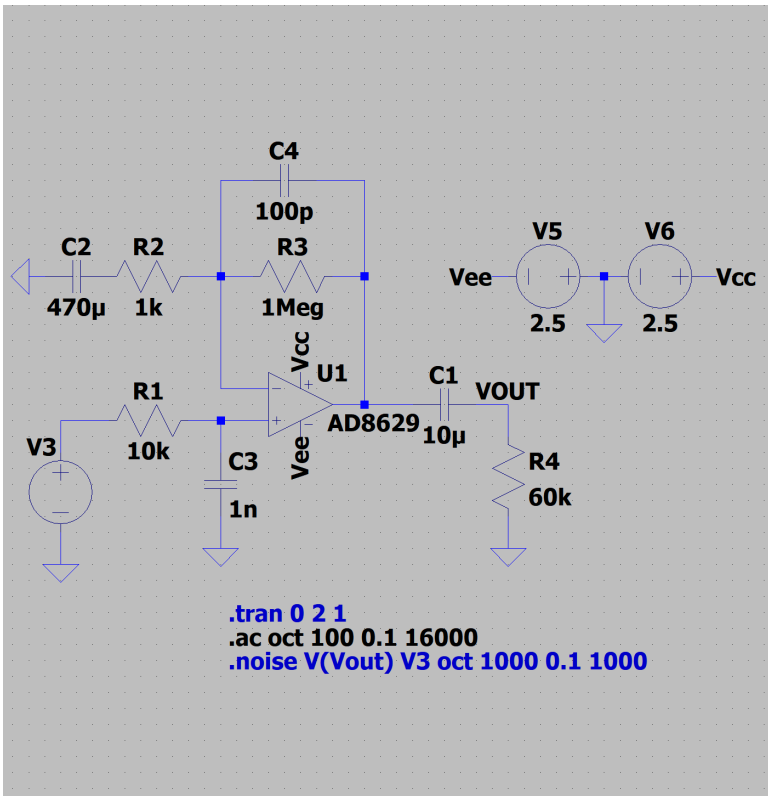 C4
100p
C2
470µ
R2
1k
R3
1Meg
V5
2.5
V6
2.5
Vee
Vcc
Vcc
U1
AD8629
Vee
R1
10k
V3
C3
1n
C1
10µ
VOUT
R4
60k
.tran 0 2 1
.ac oct 100 0.1 16000
.noise V(Vout) V3 oct 1000 0.1 1000